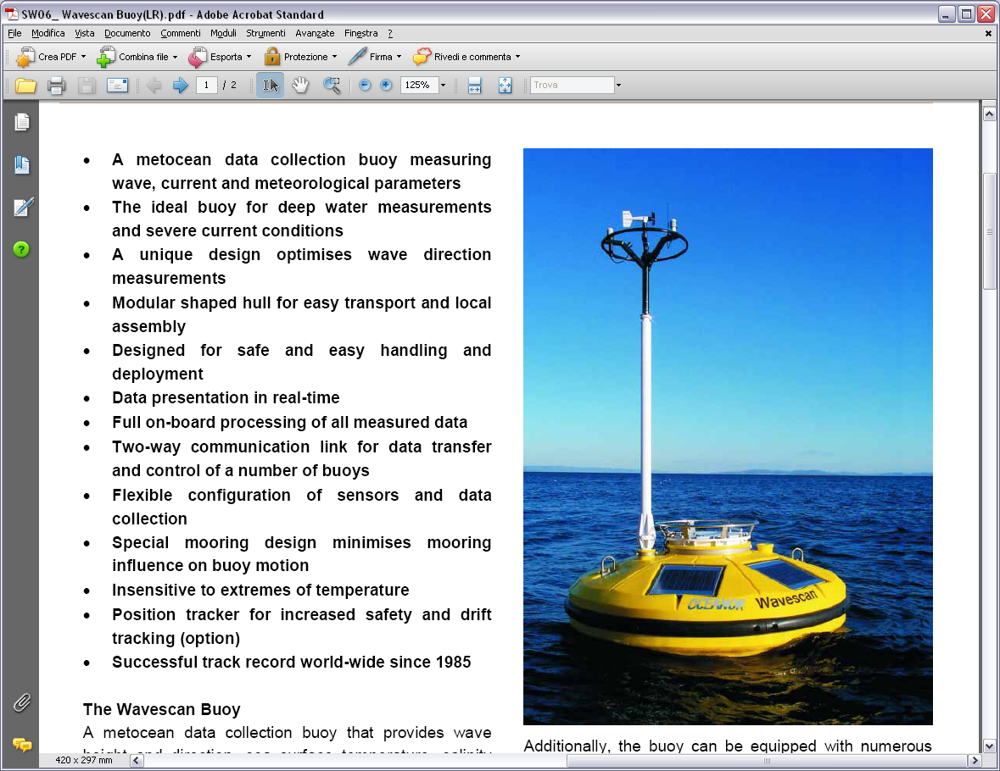 SW06_ Wavescan Buoy(LR).pdf - Adobe Acrobat Standard
File Modifica Vista Documento Commenti Moduli Strumenti Avanzate Finestra ?
Crea PDF Combina file Esporta Protezione Firma Rivedi e commenta
1 / 2 125% Trova
• A metocean data collection buoy measuring
wave, current and meteorological parameters
• The ideal buoy for deep water measurements
and severe current conditions
• A unique design optimises wave direction
measurements
• Modular shaped hull for easy transport and local
assembly
• Designed for safe and easy handling and
deployment
• Data presentation in real-time
• Full on-board processing of all measured data
• Two-way communication link for data transfer
and control of a number of buoys
• Flexible configuration of sensors and data
collection
• Special mooring design minimises mooring
influence on buoy motion
• Insensitive to extremes of temperature
• Position tracker for increased safety and drift
tracking (option)
• Successful track record world-wide since 1985
The Wavescan Buoy
A metocean data collection buoy that provides wave
height and direction, sea surface temperature, salinity
OCEANOR Wavescan
Additionally, the buoy can be equipped with numerous
420 x 297 mm